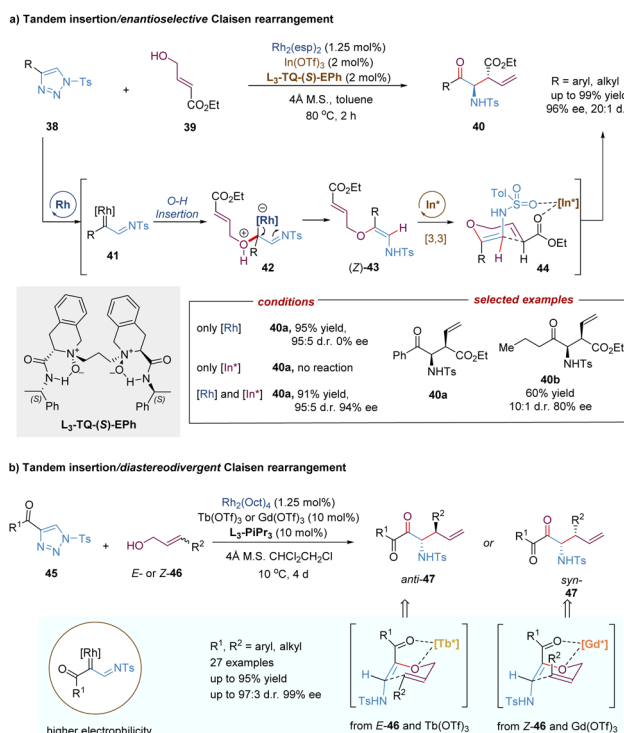 a) Tandem insertion/enantioselective Claisen rearrangement
R
N–Ts
N=N
38
+
HO
CO₂Et
39
Rh₂(esp)₂ (1.25 mol%)
In(OTf)₃ (2 mol%)
L₃-TQ-(S)-EPh (2 mol%)
4Å M.S., toluene
80 °C, 2 h
EtO₂C
O
R
NHTs
40
R = aryl, alkyl
up to 99% yield
96% ee, 20:1 d.r.
Rh
[Rh]
R
NTs
41
O-H
Insertion
EtO₂C
⊖
[Rh]
NTs
⊕
O
H
R
42
EtO₂C
R
O
H
NHTs
(Z)-43
In*
[3,3]
Tol
O
S=O
HN
[In*]
O
O
OEt
R
H
H
44
O
N⁺
N⁺
O⁻
⁻O
O
N–H
H–N
(S)
Ph
(S)
Ph
L₃-TQ-(S)-EPh
conditions
selected examples
only [Rh]
40a, 95% yield,
95:5 d.r. 0% ee
only [In*]
40a, no reaction
[Rh] and [In*]
40a, 91% yield,
95:5 d.r. 94% ee
O
Ph
OEt
NHTs
O
40a
O
Me
OEt
NHTs
O
40b
60% yield
10:1 d.r. 80% ee
b) Tandem insertion/diastereodivergent Claisen rearrangement
O
R¹
N–Ts
N=N
45
+
HO
R²
E- or Z-46
Rh₂(Oct)₄ (1.25 mol%)
Tb(OTf)₃ or Gd(OTf)₃ (10 mol%)
L₃-PiPr₃ (10 mol%)
4Å M.S. CHCl₂CH₂Cl
10 °C, 4 d
O
R²
R¹
O
NHTs
anti-47
or
O
R²
R¹
O
NHTs
syn-
47
[Rh]
O
NTs
R¹
higher electrophilicity
R¹, R² = aryl, alkyl
27 examples
up to 95% yield
up to 97:3 d.r. 99% ee
R¹
O
[Tb*]
O
H
R²
TsHN
H
from E-46 and Tb(OTf)₃
R¹
O
[Gd*]
R²
O
H
TsHN
H
from Z-46 and Gd(OTf)₃